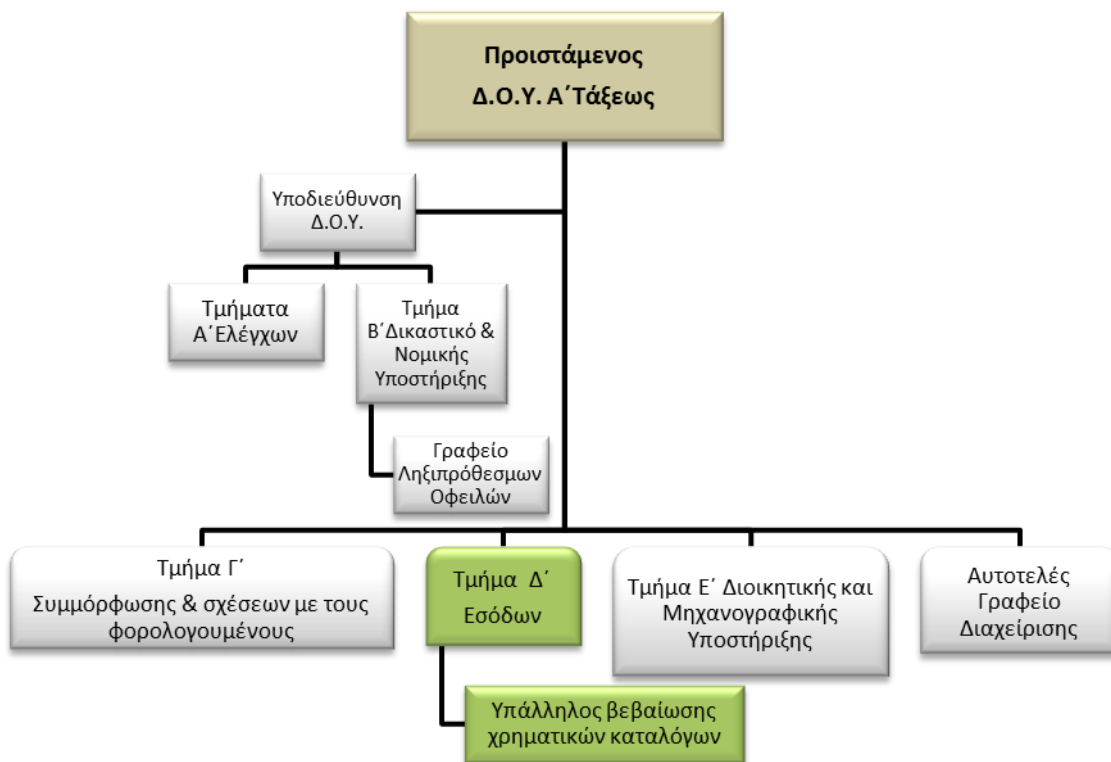 Προιστάμενος
Δ.Ο.Υ. Α΄Τάξεως
Υποδιεύθυνση
Δ.Ο.Υ.
Τμήματα
Α΄Ελέγχων
Τμήμα
Β΄Δικαστικό &
Νομικής
Υποστήριξης
Γραφείο
Ληξιπρόθεσμων
Οφειλών
Τμήμα Γ΄
Συμμόρφωσης & σχέσεων με τους
φορολογουμένους
Τμήμα Δ΄
Εσόδων
Τμήμα Ε΄ Διοικητικής και
Μηχανογραφικής
Υποστήριξης
Αυτοτελές
Γραφείο
Διαχείρισης
Υπάλληλος βεβαίωσης
χρηματικών καταλόγων